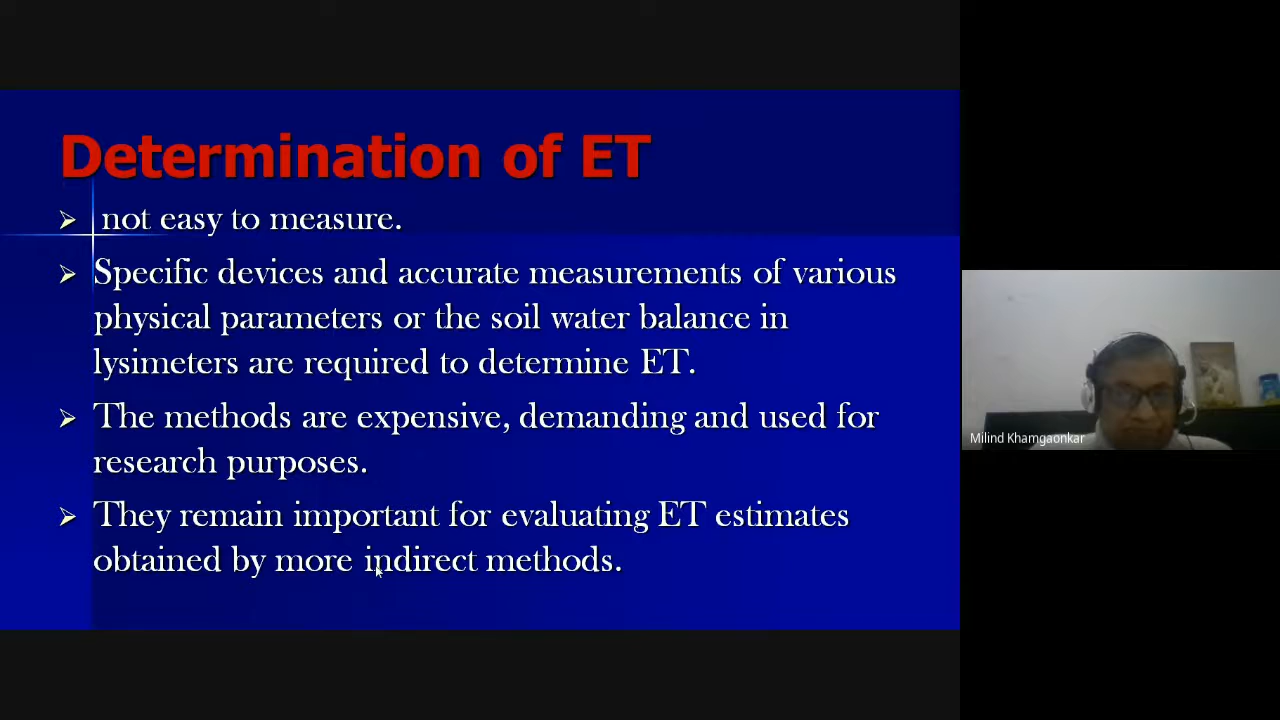 Determination of ET
not easy to measure.
Specific devices and accurate measurements of various
physical parameters or the soil water balance in
lysimeters are required to determine ET.
The methods are expensive, demanding and used for
research purposes.
They remain important for evaluating ET estimates
obtained by more indirect methods.
Milind Khamgaonkar